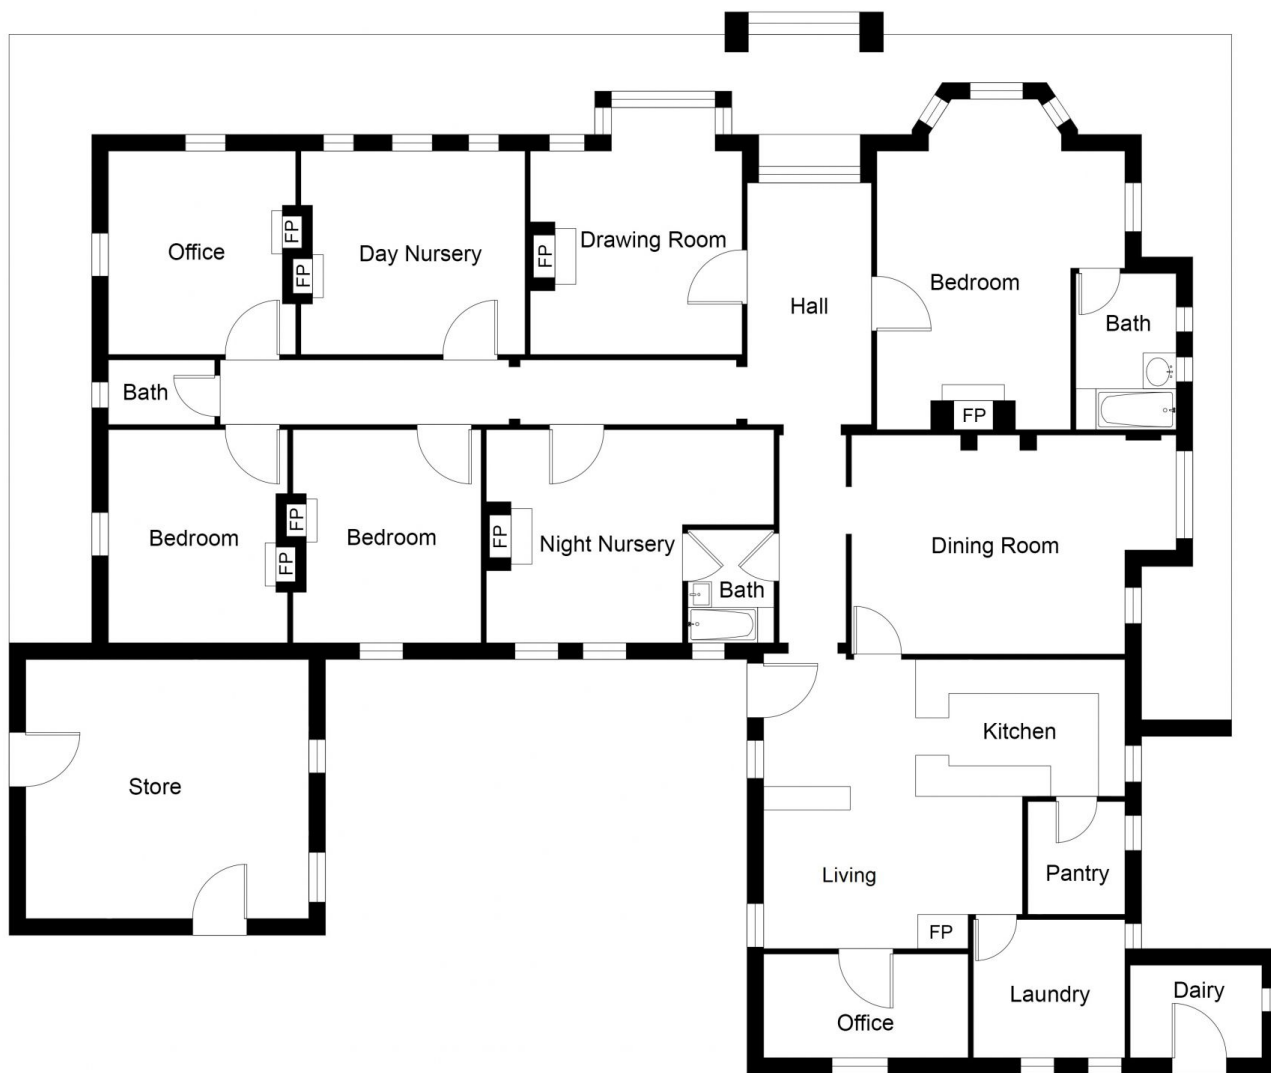 Office
FP
FP
Day Nursery
FP
Drawing Room
Hall
Bedroom
Bath
FP
Bath
Bedroom
FP
FP
Bedroom
FP
Night Nursery
Bath
Dining Room
Store
Kitchen
Living
Pantry
FP
Office
Laundry
Dairy